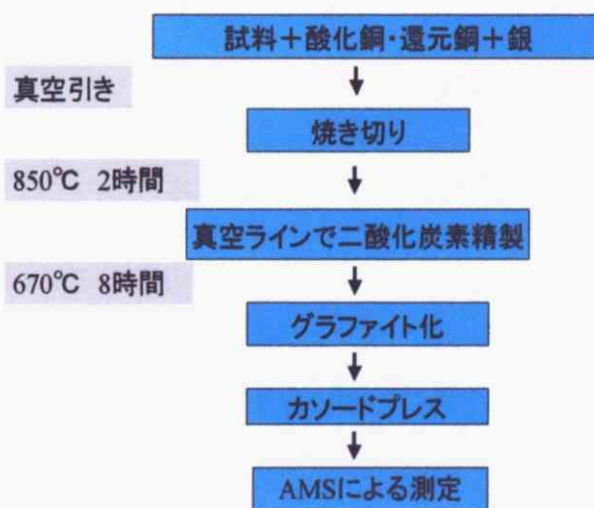 試料＋酸化銅・還元銅＋銀
真空引き
焼き切り
850℃ 2時間
真空ラインで二酸化炭素精製
670℃ 8時間
グラファイト化
カソードプレス
AMSによる測定